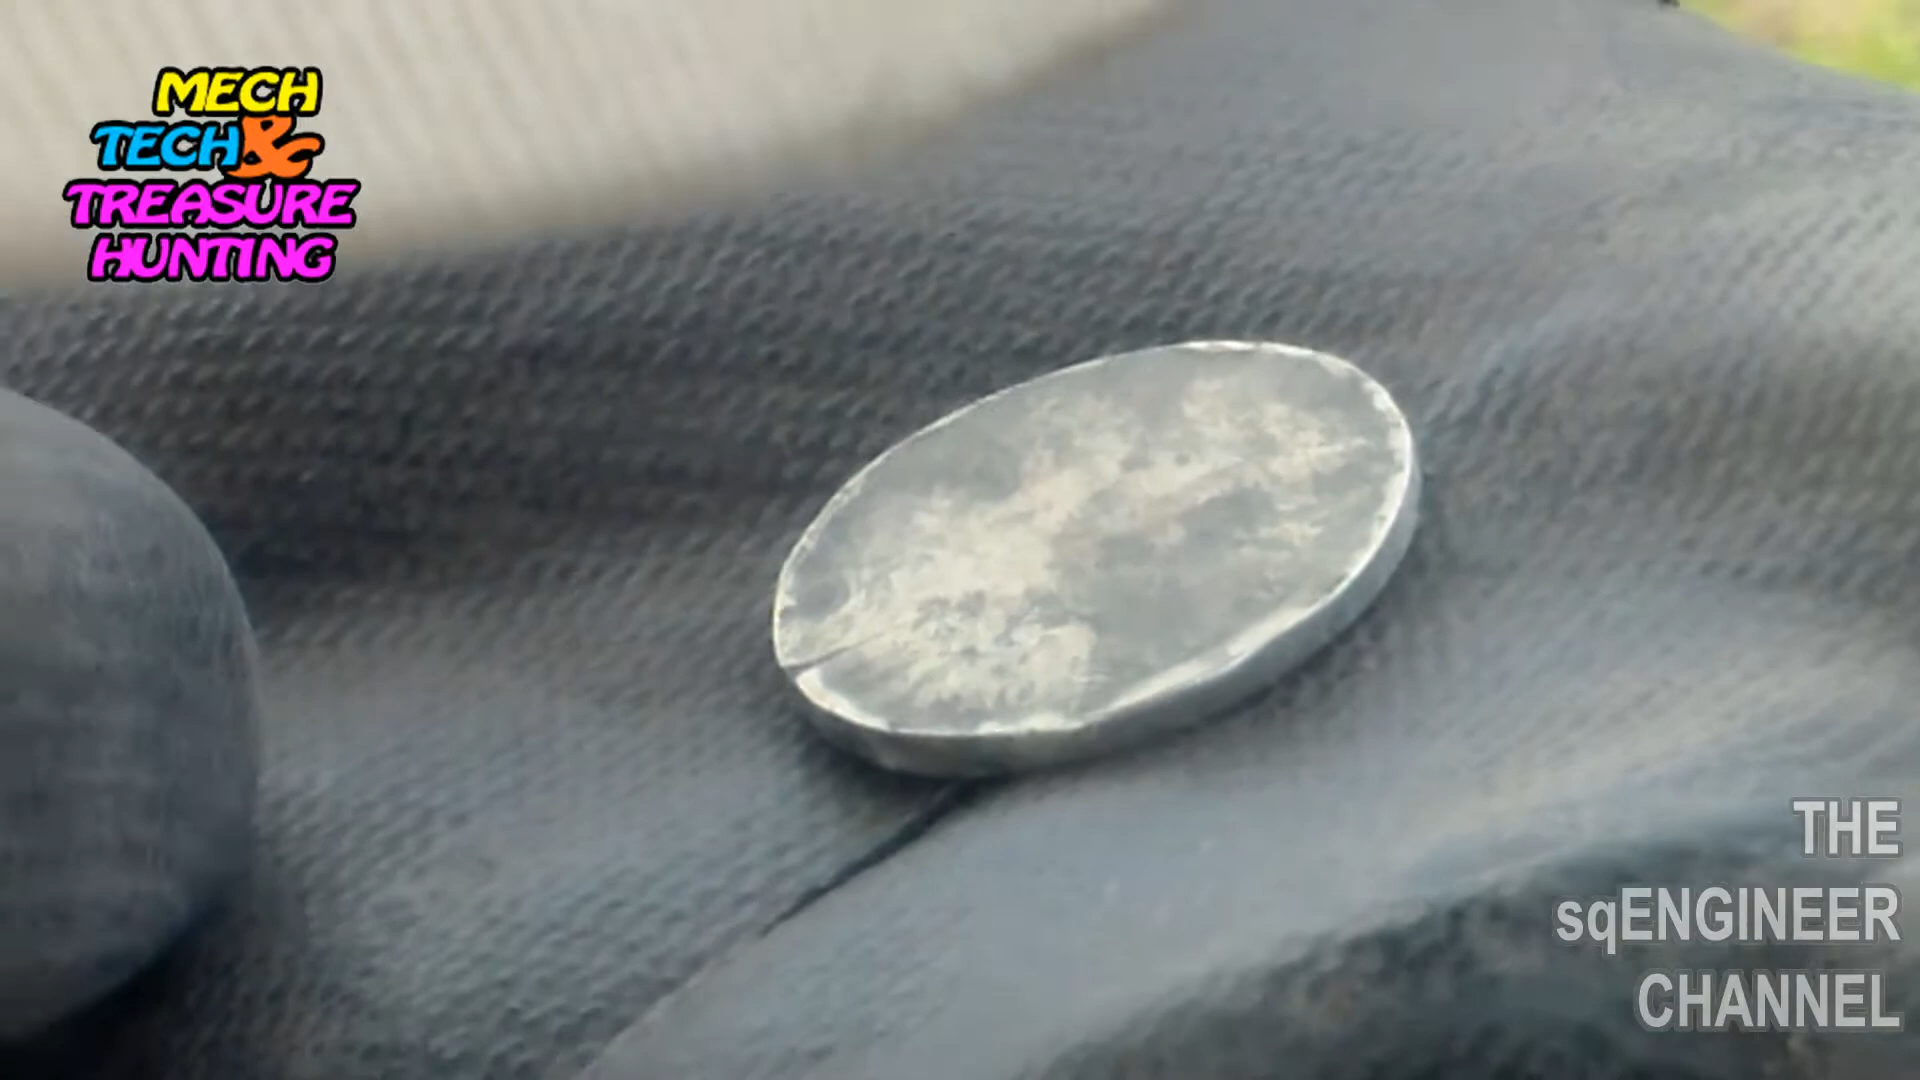 MECH
TECH&
TREASURE
HUNTING
THE
sqENGINEER
CHANNEL